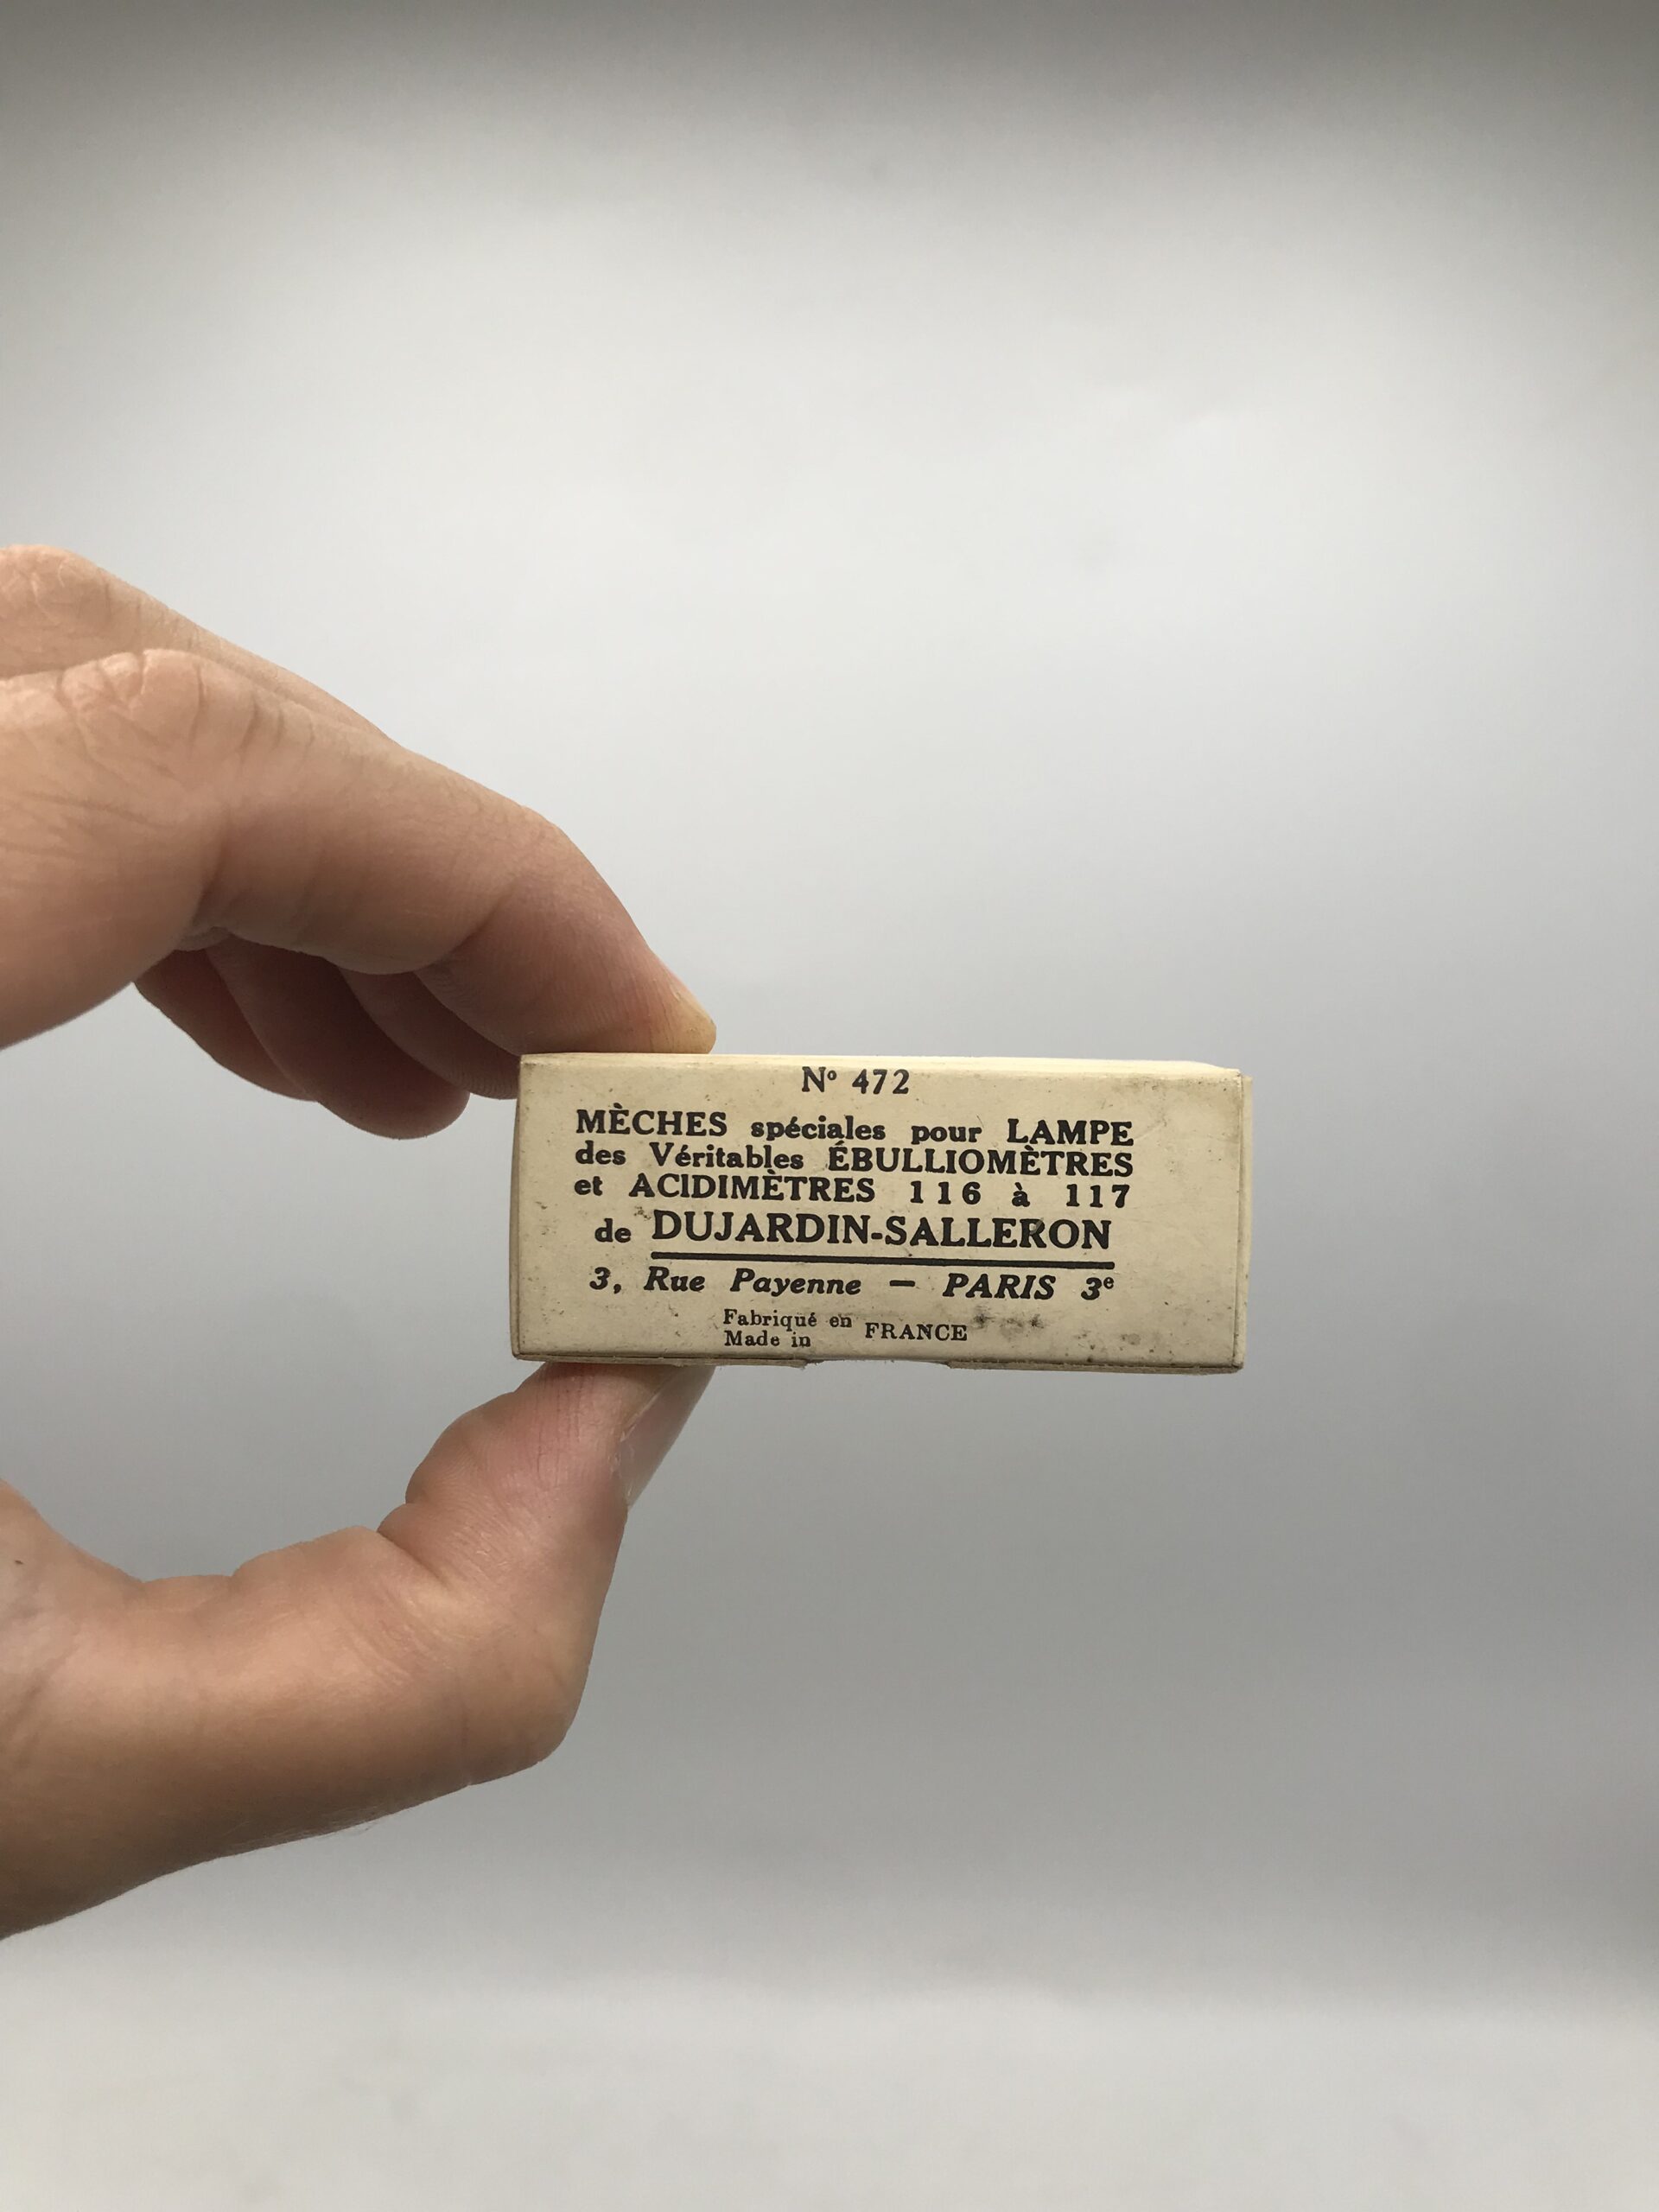 Nº 472
MÈCHES spéciales pour LAMPE
des Véritables ÉBULLIOMÈTRES
et ACIDIMÈTRES 116 à 117
de DUJARDIN-SALLERON
3, Rue Payenne — PARIS 3ᵉ
Fabriqué en
Made in FRANCE